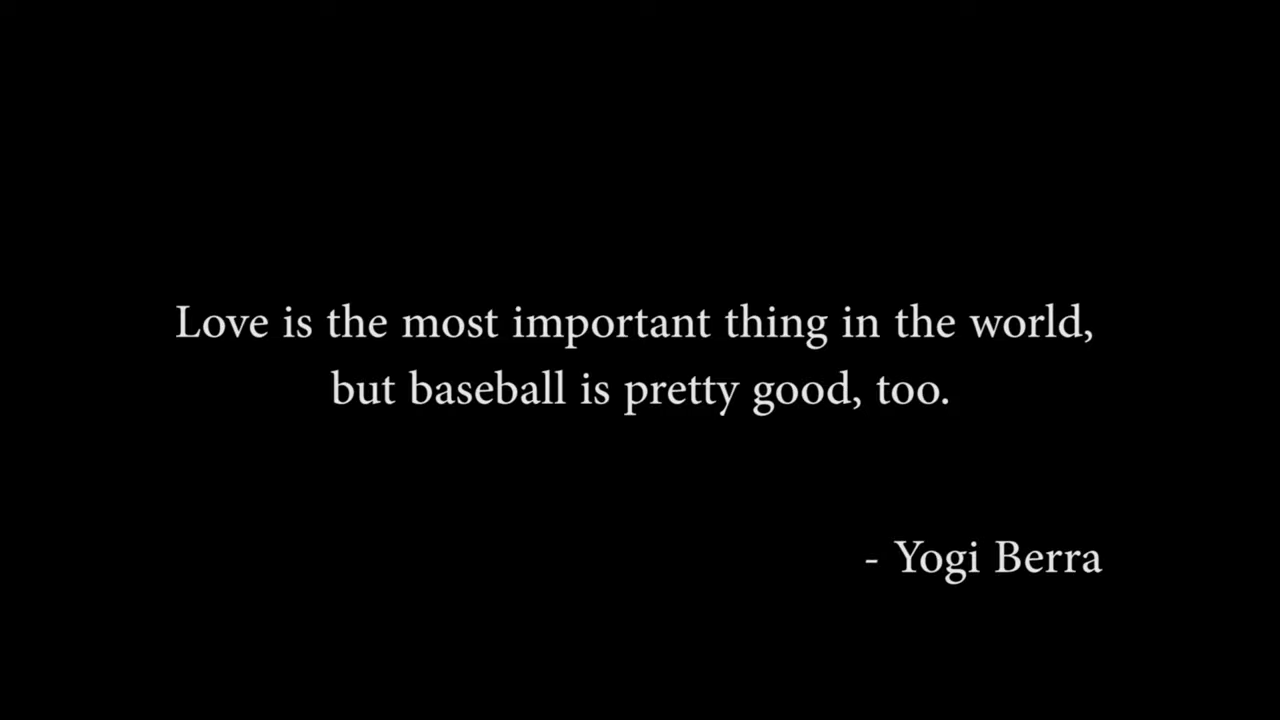 Love is the most important thing in the world,
but baseball is pretty good, too.
- Yogi Berra